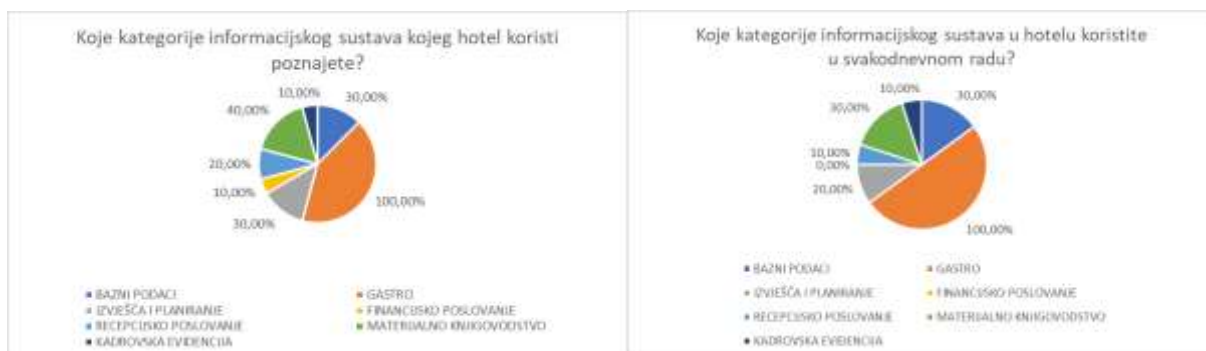 Koje kategorije informacijskog sustava kojeg hotel koristi
poznajete?
10,00%
30,00%
40,00%
20,00%
10,00%
30,00%
100,00%
BAZNI PODACI
GASTRO
IZVJEŠĆA I PLANIRANJE
FINANCIJSKO POSLOVANJE
RECEPCIJSKO POSLOVANJE
MATERIJALNO KNJIGOVODSTVO
KADROVSKA EVIDENCIJA
Koje kategorije informacijskog sustava u hotelu koristite
u svakodnevnom radu?
10,00%
30,00%
30,00%
10,00%
0,00%
20,00%
100,00%
BAZNI PODACI
GASTRO
IZVJEŠĆA I PLANIRANJE
FINANCIJSKO POSLOVANJE
RECEPCIJSKO POSLOVANJE
MATERIJALNO KNJIGOVODSTVO
KADROVSKA EVIDENCIJA